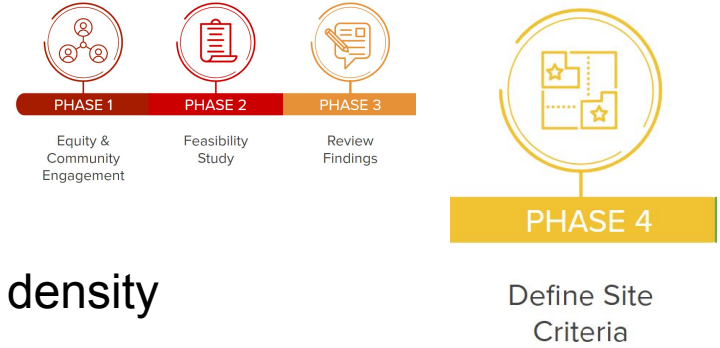 PHASE 1
PHASE 2
PHASE 3
Equity &
Community
Engagement
Feasibility
Study
Review
Findings
PHASE 4
Define Site
Criteria
density